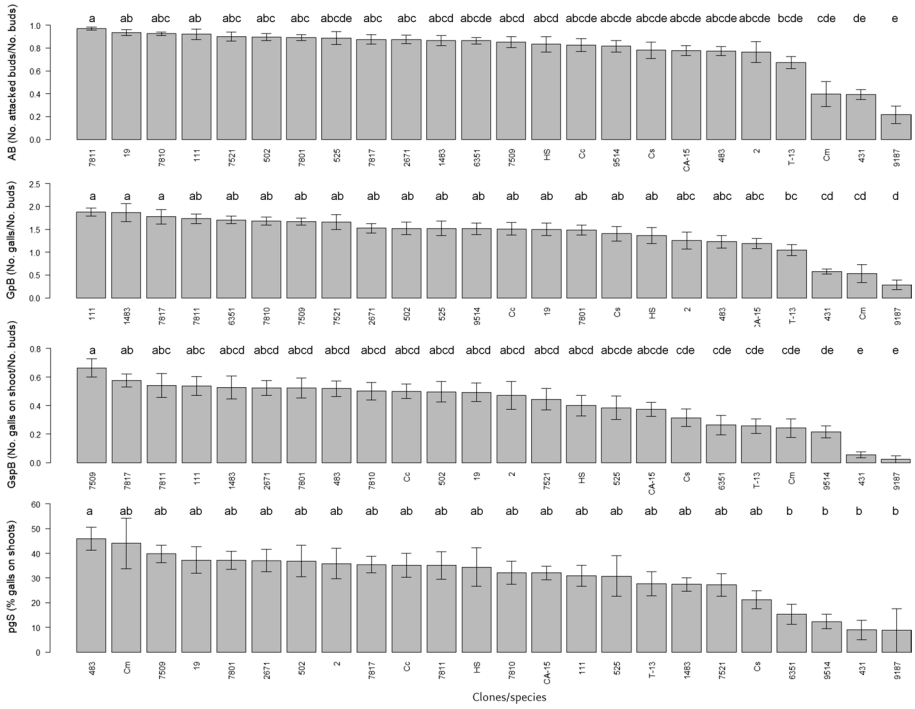 a ab abc abc abc abc abc abcde abc abc abcd abc abcd abcde abcde abcde abcde abcde abcde abcde bcde cde de e
AB (No. attacked buds/No. buds)
1.0
0.8
0.6
0.4
0.2
0.0
7811 19 7810 111 7521 502 7801 525 7817 2671 1483 6351 7509 HS Cc 9514 Cs CA-15 483 2 T-13 Cm 431 9187
a a a ab ab ab ab ab ab ab ab ab ab ab ab ab ab abc abc abc bc cd cd d
GpB (No. galls/No. buds)
2.5
2.0
1.5
1.0
0.5
0.0
111 1483 7817 7811 6351 7810 7509 7521 2671 502 525 9514 Cc 19 7801 Cs HS 2 483 CA-15 T-13 431 Cm 9187
a ab abc abc abcd abcd abcd abcd abcd abcd abcd abcd abcd abcd abcd abcde abcde cde cde cde cde de e e
GspB (No. galls on shoot/No. buds)
0.8
0.6
0.4
0.2
0.0
7509 7817 7811 111 1483 2671 7801 483 7810 Cc 502 19 2 7521 HS 525 CA-15 Cs 6351 T-13 Cm 9514 431 9187
a ab ab ab ab ab ab ab ab ab ab ab ab ab ab ab ab ab ab ab b b b b
pgS (% galls on shoots)
60
50
40
30
20
10
0
483 Cm 7509 19 7801 2671 502 2 7817 Cc 7811 HS 7810 CA-15 111 525 T-13 1483 7521 Cs 6351 9514 431 9187
Clones/species